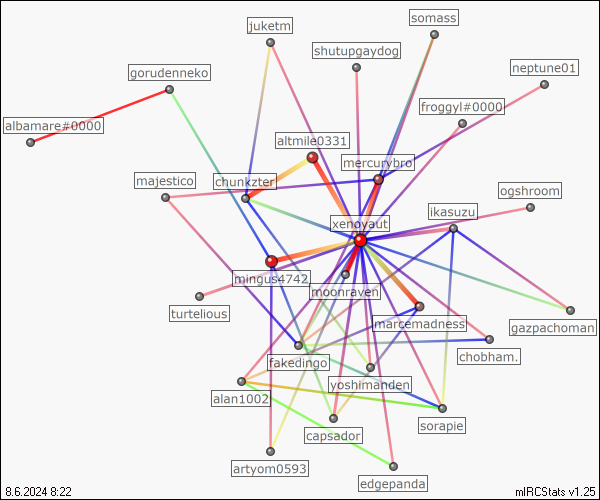 juketm
somass
shutupgaydog
gorudenneko
neptune01
froggyl#0000
albamare#0000
altmile0331
mercurybro
majestico
chunkzter
ogshroom
xenoyaut
ikasuzu
mingus4742
moonraven
turtelious
marcemadness
gazpachoman
chobham.
fakedingo
yoshimanden
alan1002
sorapie
capsador
artyom0593
edgepanda
8.6.2024 8:22
mIRCStats v1.25